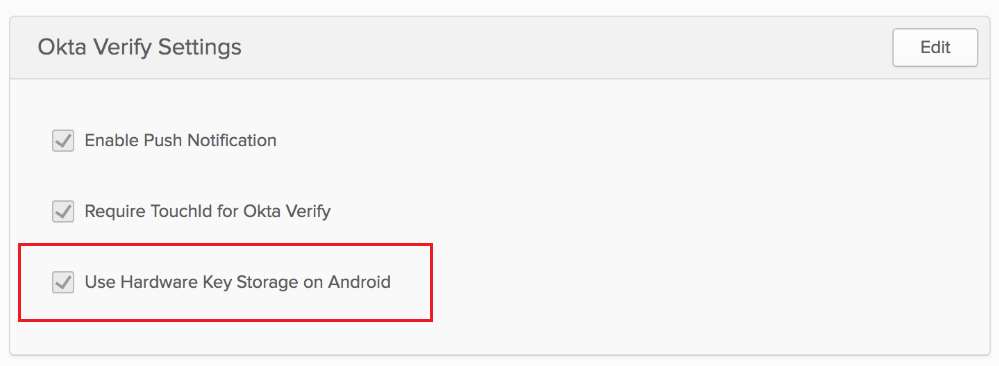 Okta Verify Settings
Edit
Enable Push Notification
Require TouchId for Okta Verify
Use Hardware Key Storage on Android